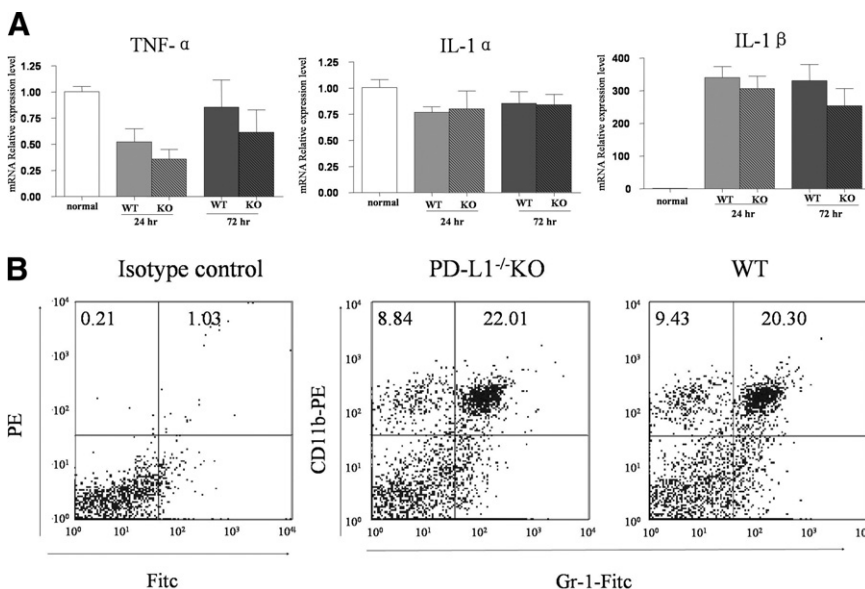 A
TNF- α
mRNA Relative expression level
1.25
1.00
0.75
0.50
0.25
0.00
normal
WT KO WT KO
24 hr 72 hr
IL-1 α
mRNA Relative expression level
1.25
1.00
0.75
0.50
0.25
0.00
normal
WT KO WT KO
24 hr 72 hr
IL-1 β
mRNA Relative expression level
400
300
200
100
0
normal
WT KO WT KO
24 hr 72 hr
B
Isotype control
PE
10⁴
10³
10²
10¹
10⁰
0.21 1.03
10⁰ 10¹ 10² 10³ 10⁴
Fitc
PD-L1⁻/⁻KO
CD11b-PE
10⁴
10³
10²
10¹
10⁰
8.84 22.01
10⁰ 10¹ 10² 10³ 10⁴
WT
10⁴
10³
10²
10¹
10⁰
9.43 20.30
10⁰ 10¹ 10² 10³
Gr-1-Fitc